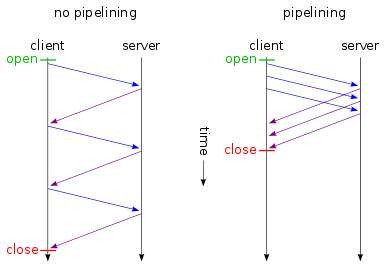 no pipelining
pipelining
client
server
client
server
open
open
time
close
close